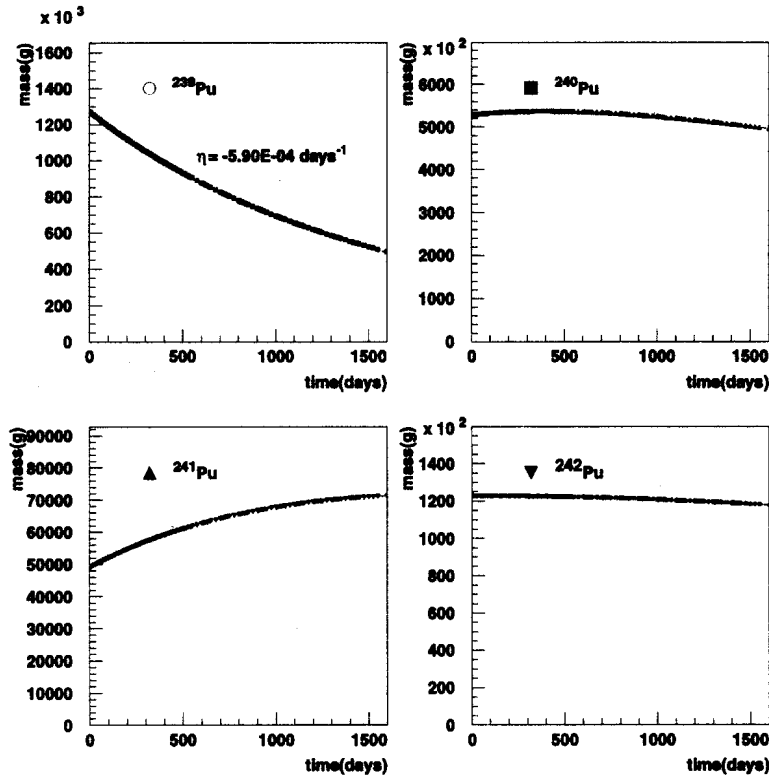 x 10³
mass(g)
1600
1400
1200
1000
800
600
400
200
0
○ ²³⁹Pu
η = -5.90E-04 days⁻¹
0 500 1000 1500
time(days)
x 10²
mass(g)
6000
5000
4000
3000
2000
1000
0
■ ²⁴⁰Pu
0 500 1000 1500
time(days)
mass(g)
90000
80000
70000
60000
50000
40000
30000
20000
10000
0
▲ ²⁴¹Pu
0 500 1000 1500
time(days)
x 10²
mass(g)
1600
1400
1200
1000
800
600
400
200
0
▼ ²⁴²Pu
0 500 1000 1500
time(days)